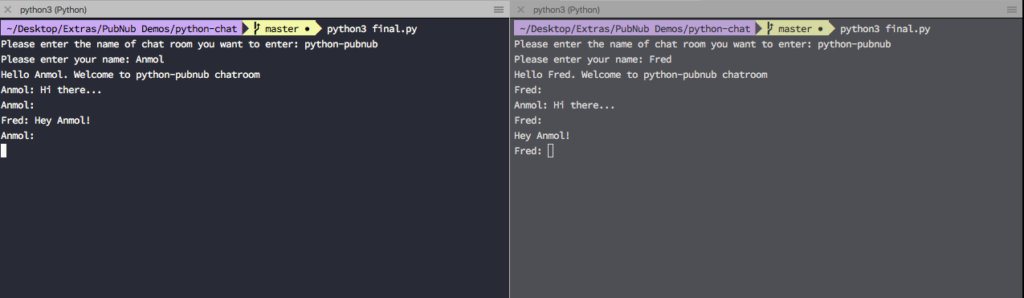 python3 (Python)
~/Desktop/Extras/PubNub Demos/python-chat master ● python3 final.py
Please enter the name of chat room you want to enter: python-pubnub
Please enter your name: Anmol
Hello Anmol. Welcome to python-pubnub chatroom
Anmol: Hi there...
Anmol:
Fred: Hey Anmol!
Anmol:
python3 (Python)
~/Desktop/Extras/PubNub Demos/python-chat master ● python3 final.py
Please enter the name of chat room you want to enter: python-pubnub
Please enter your name: Fred
Hello Fred. Welcome to python-pubnub chatroom
Fred:
Anmol: Hi there...
Fred:
Hey Anmol!
Fred: